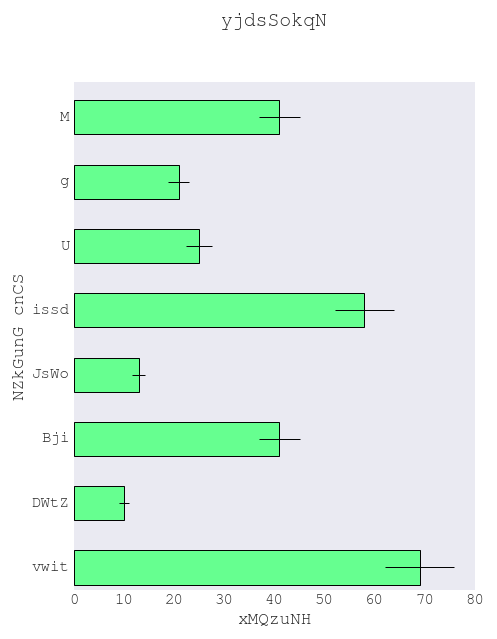 yjdsSokqN
M
g
U
issd
JsWo
Bji
DWtZ
vwit
NZkGunG cnCS
0 10 20 30 40 50 60 70 80
xMQzuNH